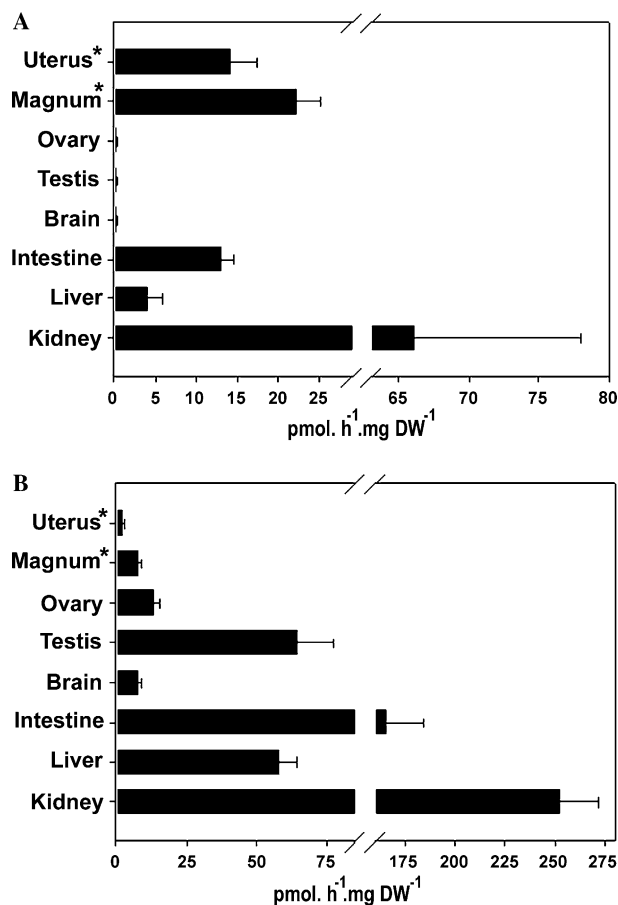 A
Uterus*
Magnum*
Ovary
Testis
Brain
Intestine
Liver
Kidney
0 5 10 15 20 25 65 70 75 80
pmol. h⁻¹.mg DW⁻¹
B
Uterus*
Magnum*
Ovary
Testis
Brain
Intestine
Liver
Kidney
0 50 75 175 200 225 250 275
pmol. h⁻¹.mg DW⁻¹